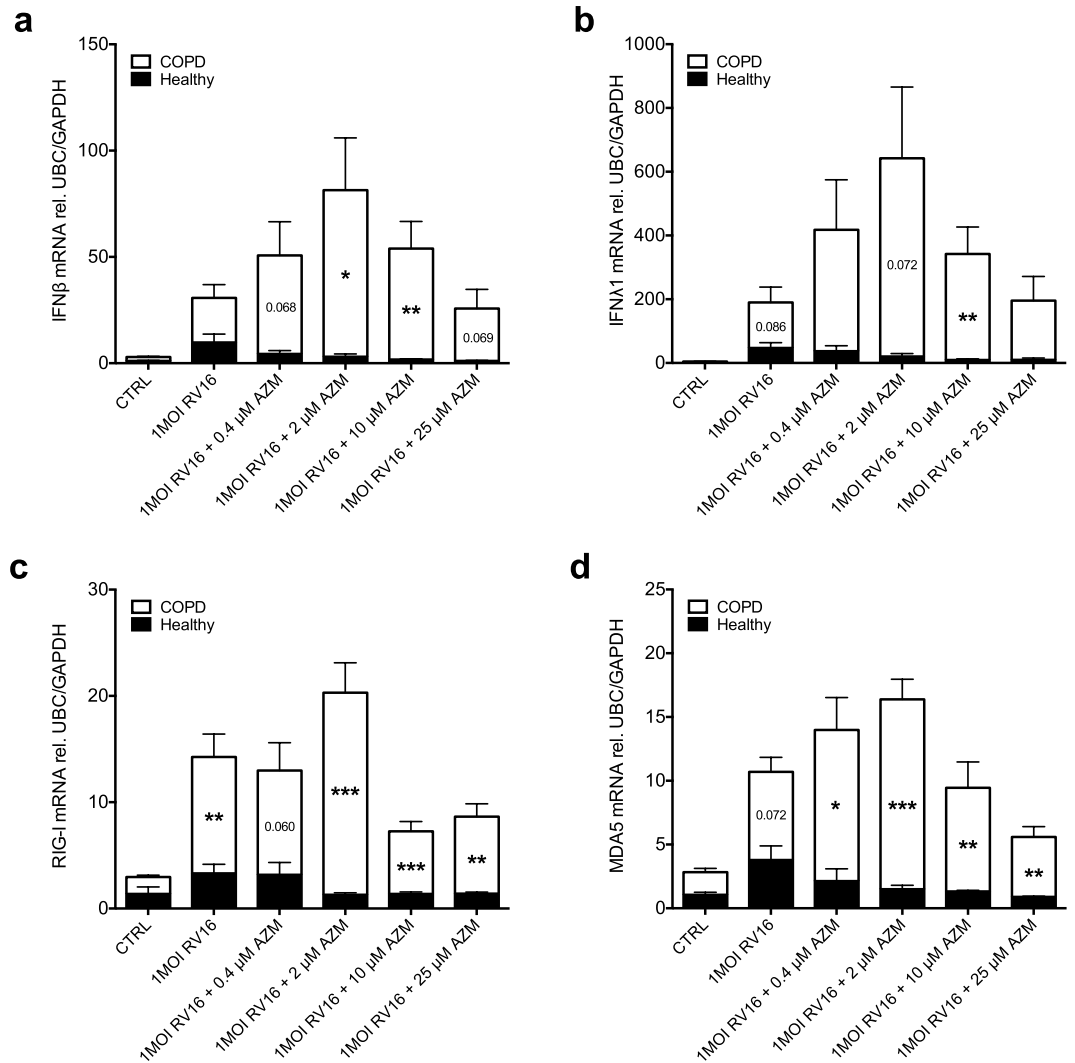 a
150
100
50
0
IFNβ mRNA rel. UBC/GAPDH
COPD
Healthy
0.068
*
**
0.069
CTRL
1MOI RV16
1MOI RV16 + 0.4 µM AZM
1MOI RV16 + 2 µM AZM
1MOI RV16 + 10 µM AZM
1MOI RV16 + 25 µM AZM
b
1000
800
600
400
200
0
IFNλ1 mRNA rel. UBC/GAPDH
COPD
Healthy
0.086
0.072
**
CTRL
1MOI RV16
1MOI RV16 + 0.4 µM AZM
1MOI RV16 + 2 µM AZM
1MOI RV16 + 10 µM AZM
1MOI RV16 + 25 µM AZM
c
30
20
10
0
RIG-I mRNA rel. UBC/GAPDH
COPD
Healthy
**
0.060
***
***
**
CTRL
1MOI RV16
1MOI RV16 + 0.4 µM AZM
1MOI RV16 + 2 µM AZM
1MOI RV16 + 10 µM AZM
1MOI RV16 + 25 µM AZM
d
25
20
15
10
5
0
MDA5 mRNA rel. UBC/GAPDH
COPD
Healthy
0.072
*
***
**
**
CTRL
1MOI RV16
1MOI RV16 + 0.4 µM AZM
1MOI RV16 + 2 µM AZM
1MOI RV16 + 10 µM AZM
1MOI RV16 + 25 µM AZM